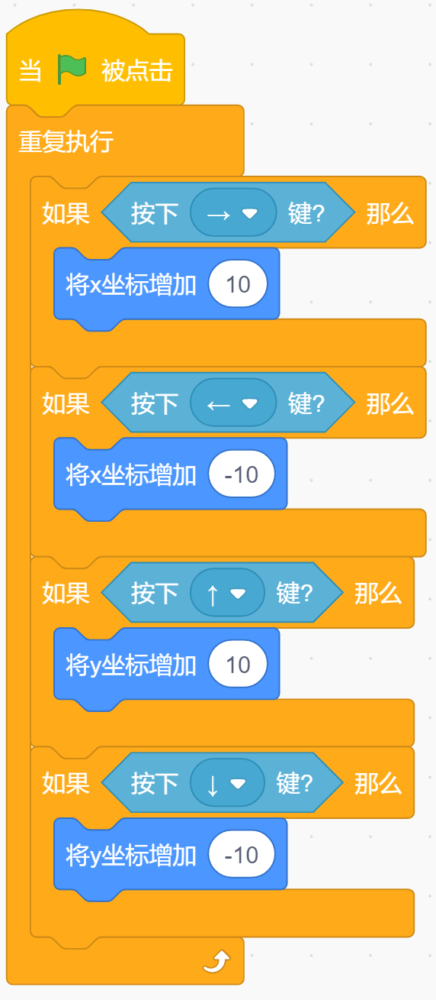 当 被点击
重复执行
如果 按下 → 键? 那么
将x坐标增加 10
如果 按下 ← 键? 那么
将x坐标增加 -10
如果 按下 ↑ 键? 那么
将y坐标增加 10
如果 按下 ↓ 键? 那么
将y坐标增加 -10